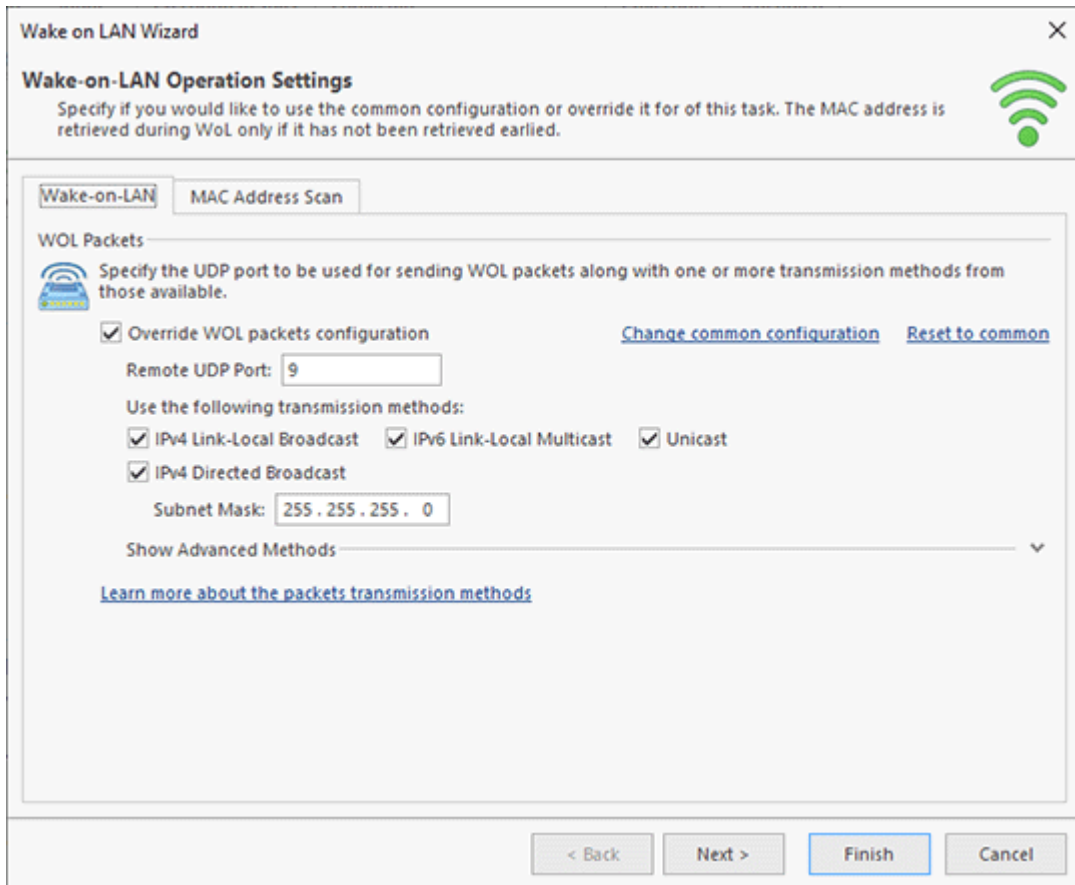 Wake on LAN Wizard
Wake-on-LAN Operation Settings
Specify if you would like to use the common configuration or override it for of this task. The MAC address is
retrieved during WoL only if it has not been retrieved earlied.
Wake-on-LAN MAC Address Scan
WOL Packets
Specify the UDP port to be used for sending WOL packets along with one or more transmission methods from
those available.
Override WOL packets configuration Change common configuration Reset to common
Remote UDP Port: 9
Use the following transmission methods:
IPv4 Link-Local Broadcast IPv6 Link-Local Multicast Unicast
IPv4 Directed Broadcast
Subnet Mask: 255 . 255 . 255 . 0
Show Advanced Methods
Learn more about the packets transmission methods
< Back Next > Finish Cancel